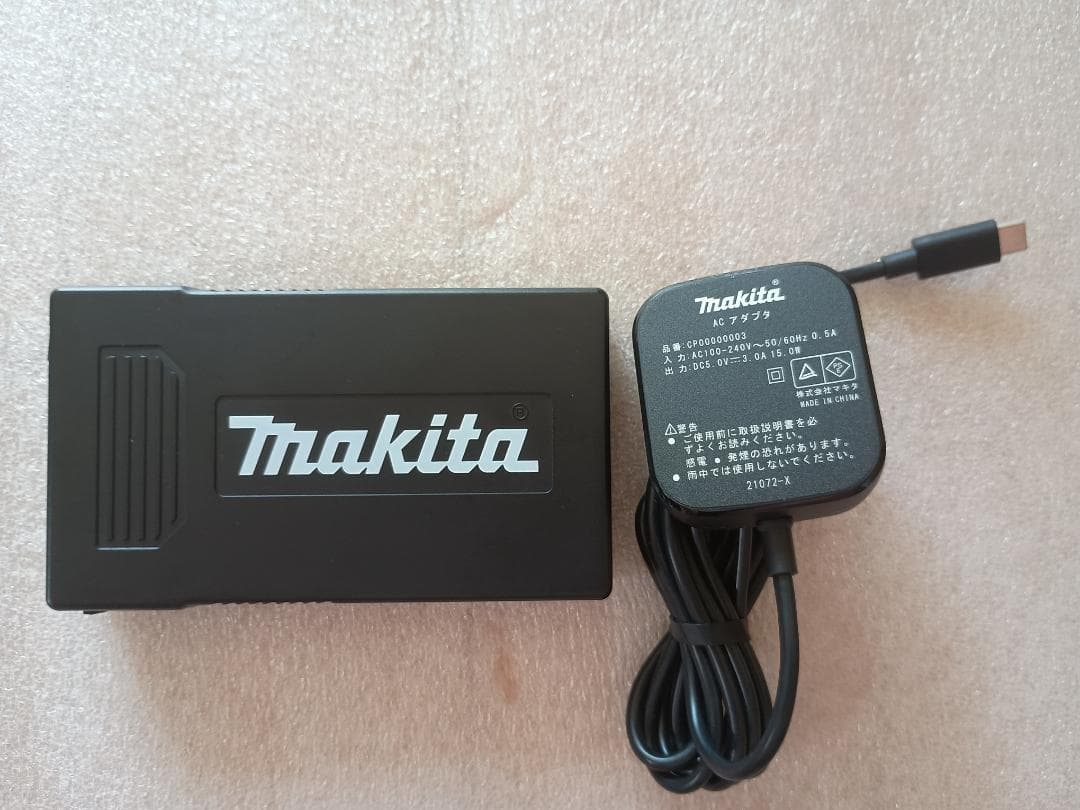 makita®
makita®
AC アダプタ
品番:CP00000003
入力:AC100-240V～50/60Hz 0.5A
出力:DC5.0V⎓3.0A 15.0W
PS
E
株式会社マキタ
MADE IN CHINA
⚠警告
● ご使用前に取扱説明書を必
ずよくお読みください。
感電 ● 発煙の恐れがあります。
● 雨中では使用しないでください。
21072-X